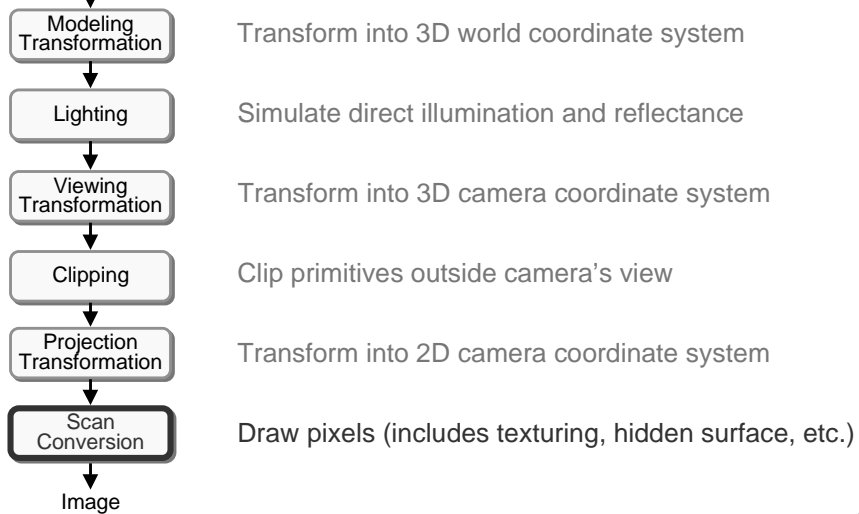 Modeling
Transformation
Transform into 3D world coordinate system
Lighting
Simulate direct illumination and reflectance
Viewing
Transformation
Transform into 3D camera coordinate system
Clipping
Clip primitives outside camera’s view
Projection
Transformation
Transform into 2D camera coordinate system
Scan
Conversion
Draw pixels (includes texturing, hidden surface, etc.)
Image